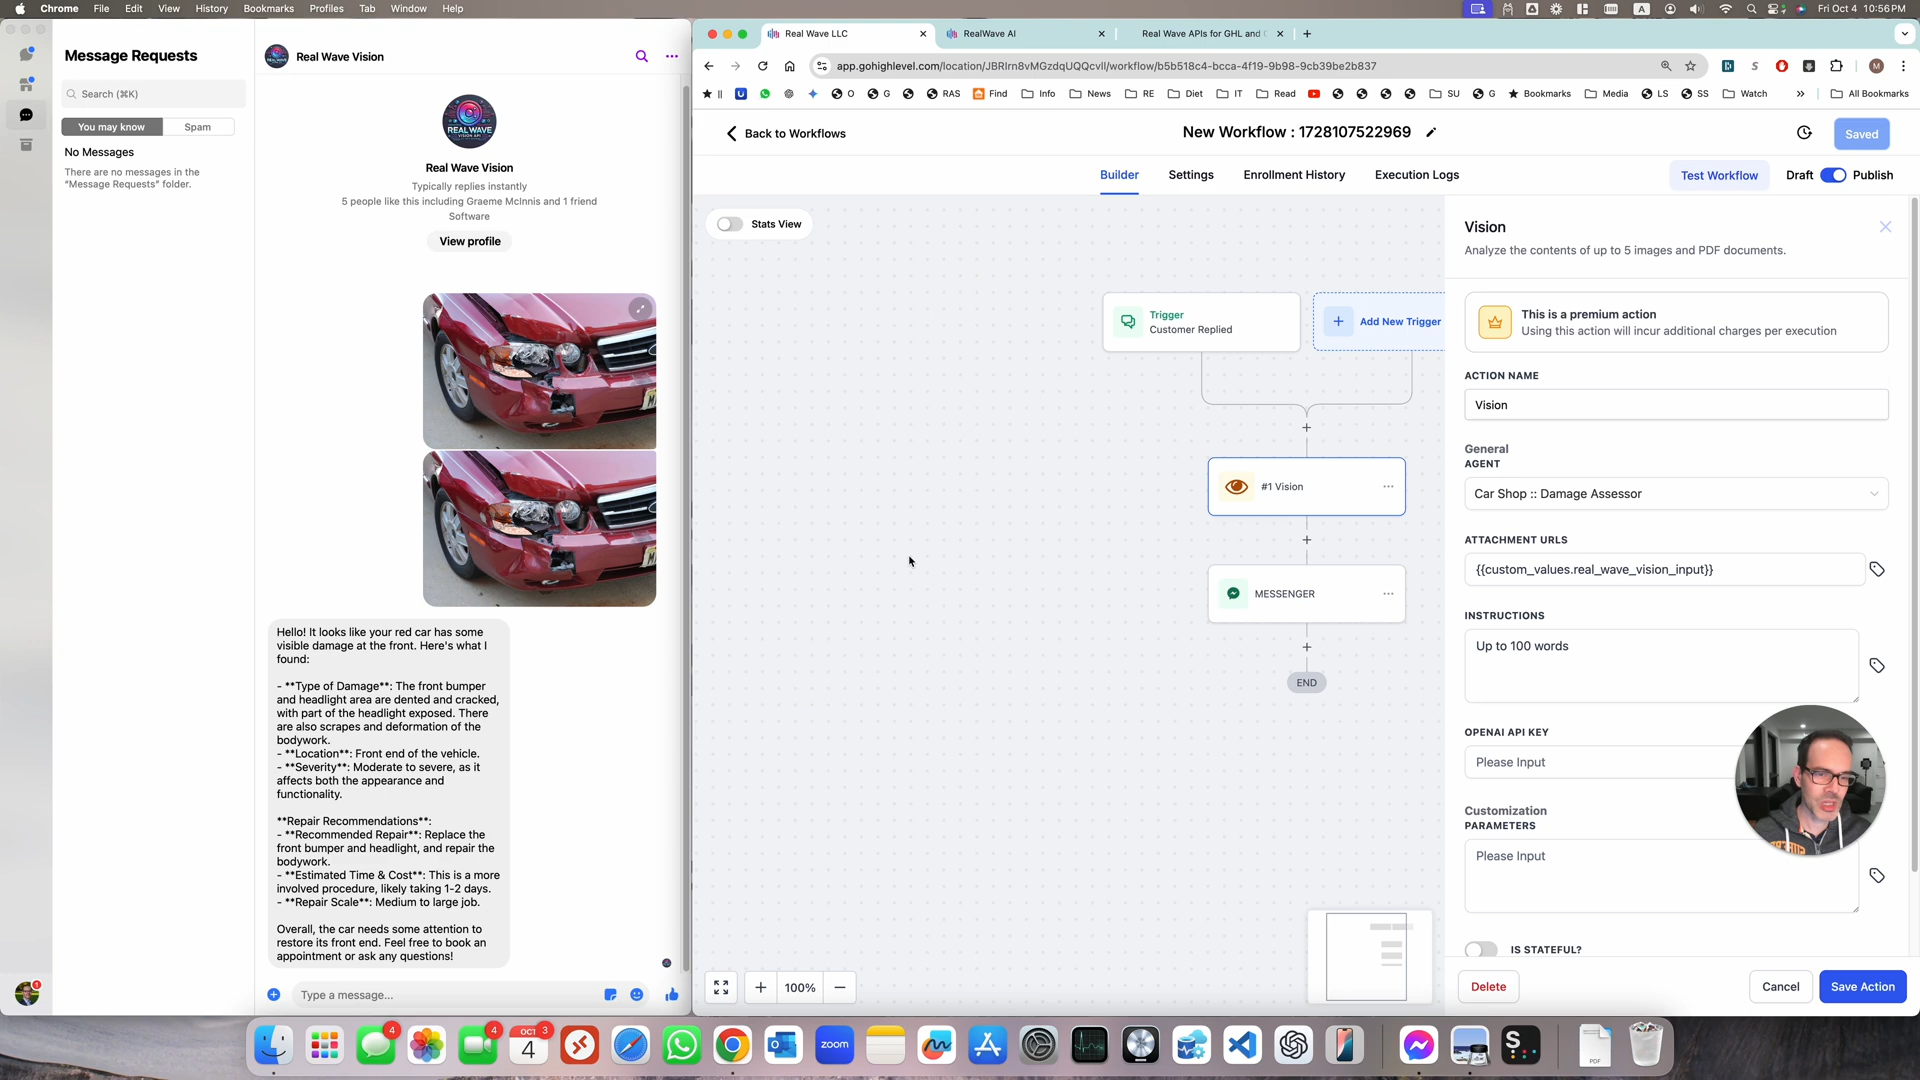 Chrome File Edit View History Bookmarks Profiles Tab Window Help
A
Fri Oct 4 10:56 PM
Message Requests
Search (⌘K)
You may know Spam
No Messages
There are no messages in the
"Message Requests" folder.
1
Real Wave Vision
REAL WAVE
VISION API
Real Wave Vision
Typically replies instantly
5 people like this including Graeme McInnis and 1 friend
Software
View profile
Hello! It looks like your red car has some
visible damage at the front. Here's what I
found:
- **Type of Damage**: The front bumper
and headlight area are dented and cracked,
with part of the headlight exposed. There
are also scrapes and deformation of the
bodywork.
- **Location**: Front end of the vehicle.
- **Severity**: Moderate to severe, as it
affects both the appearance and
functionality.
**Repair Recommendations**:
- **Recommended Repair**: Replace the
front bumper and headlight, and repair the
bodywork.
- **Estimated Time & Cost**: This is a more
involved procedure, likely taking 1-2 days.
- **Repair Scale**: Medium to large job.
Overall, the car needs some attention to
restore its front end. Feel free to book an
appointment or ask any questions!
Type a message...
Real Wave LLC
RealWave AI
Real Wave APIs for GHL and
app.gohighlevel.com/location/JBRIrn8vMGzdqUQQcvlI/workflow/b5b518c4-bcca-4f19-9b98-9cb39be2b837
M
|| O G RAS Find Info News RE Diet IT Read SU G Bookmarks Media LS SS Watch All Bookmarks
Back to Workflows
New Workflow : 1728107522969
Saved
Builder Settings Enrollment History Execution Logs
Test Workflow
Draft Publish
Stats View
Trigger
Customer Replied
Add New Trigger
#1 Vision
MESSENGER
END
100%
Vision
Analyze the contents of up to 5 images and PDF documents.
This is a premium action
Using this action will incur additional charges per execution
ACTION NAME
Vision
General
AGENT
Car Shop :: Damage Assessor
ATTACHMENT URLS
{{custom_values.real_wave_vision_input}}
INSTRUCTIONS
Up to 100 words
OPENAI API KEY
Please Input
Customization
PARAMETERS
Please Input
IS STATEFUL?
Delete
Cancel
Save Action
4
4
OCT
3
4
zoom
PDF